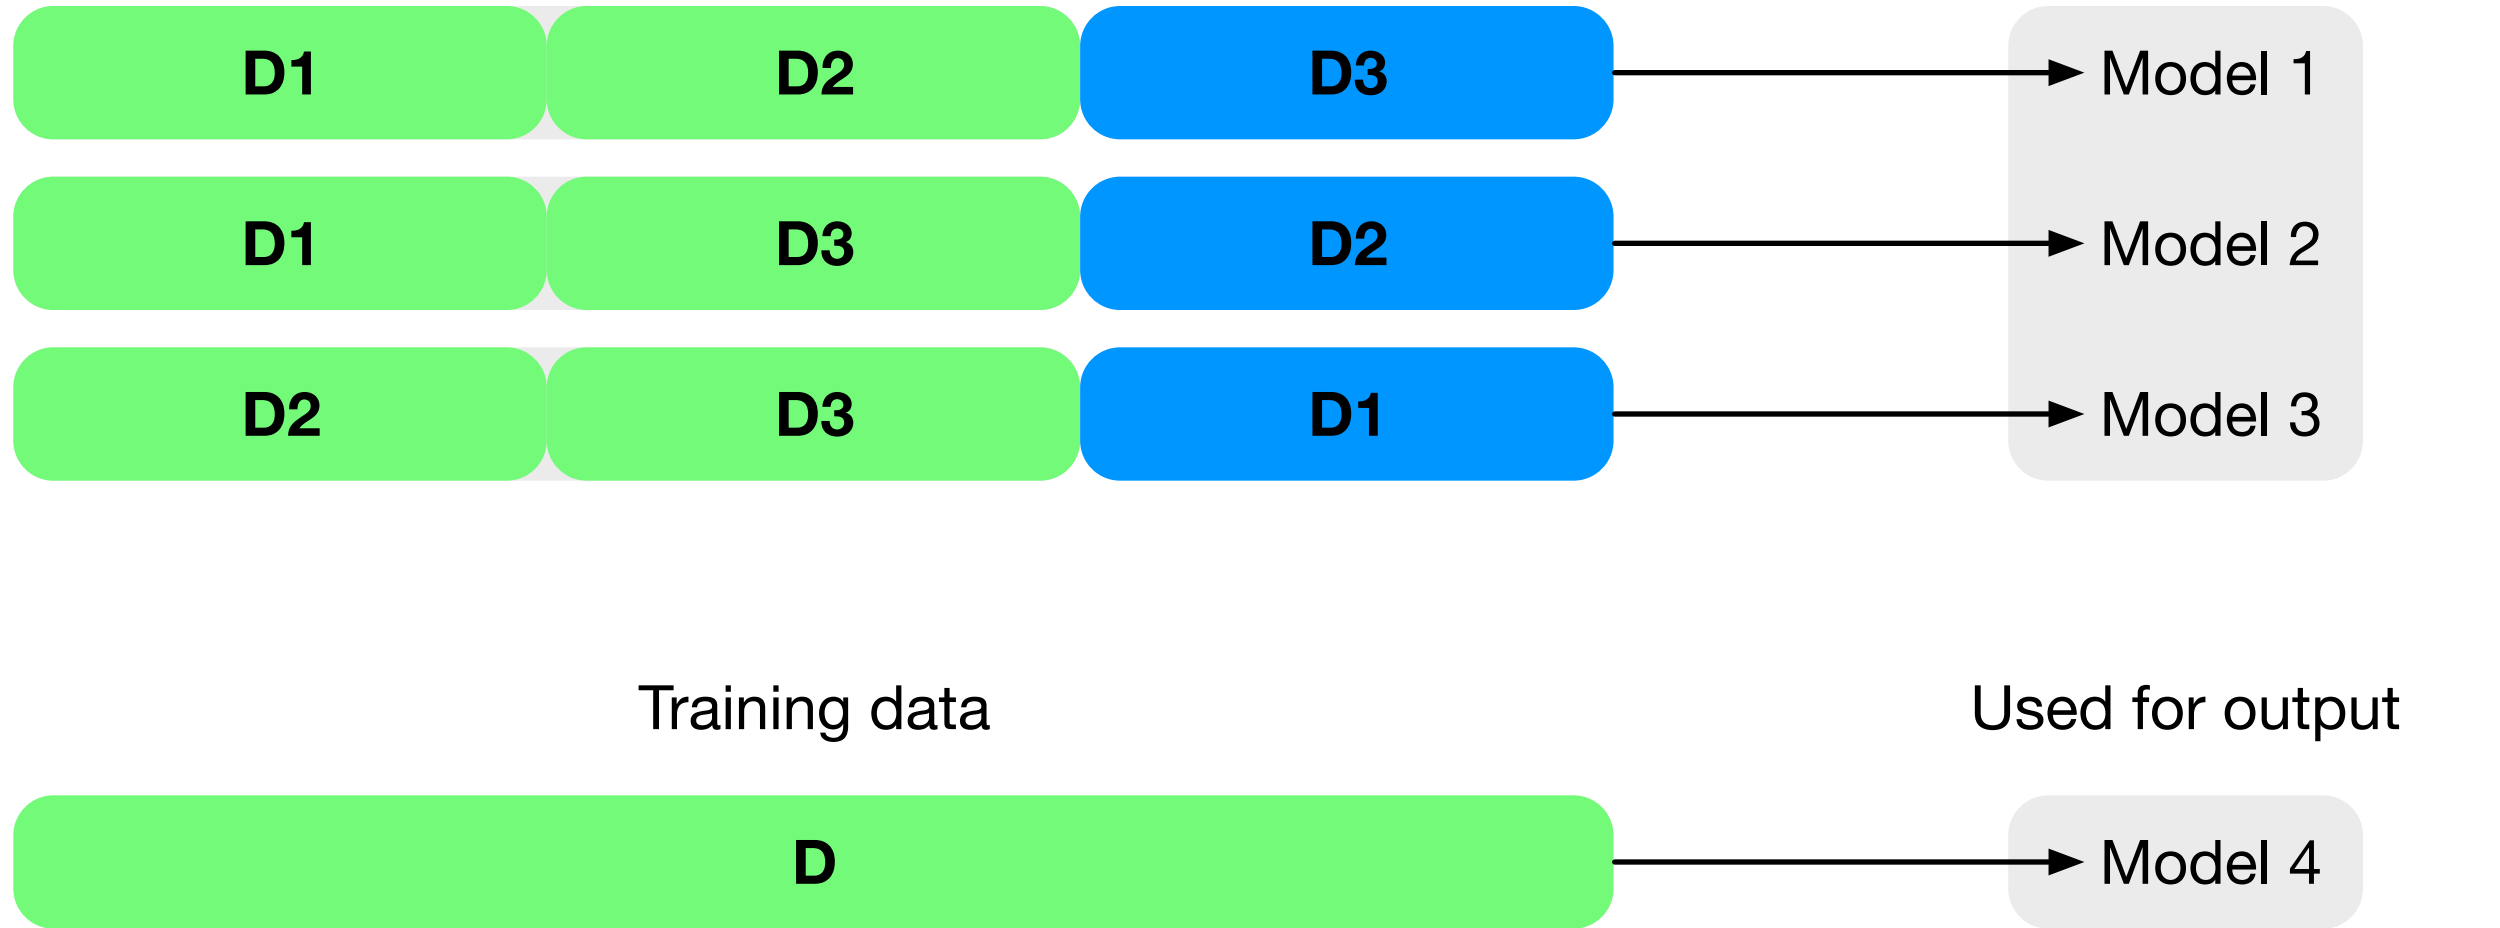 D1 D2 D3 Model 1
D1 D3 D2 Model 2
D2 D3 D1 Model 3
Training data Used for output
D Model 4